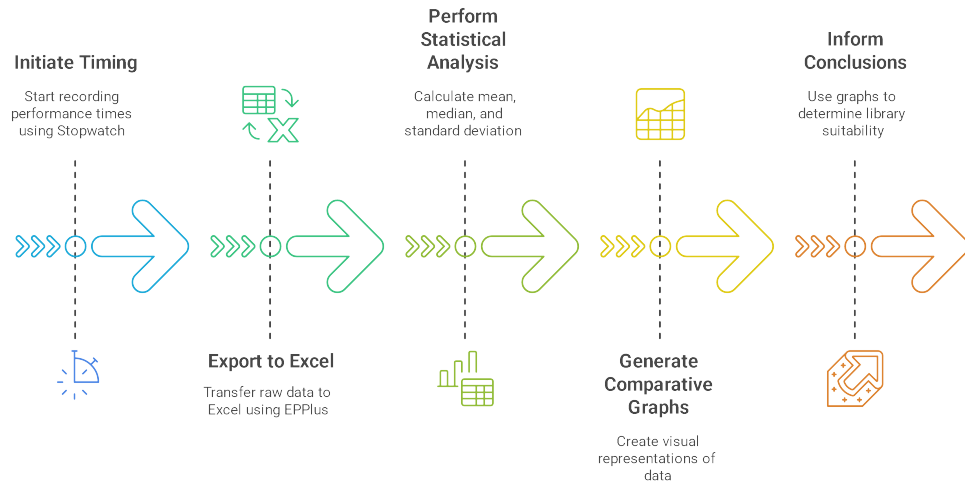 Initiate Timing
Start recording
performance times
using Stopwatch
Export to Excel
Transfer raw data to
Excel using EPPlus
Perform
Statistical
Analysis
Calculate mean,
median, and
standard deviation
Generate
Comparative
Graphs
Create visual
representations of
data
Inform
Conclusions
Use graphs to
determine library
suitability